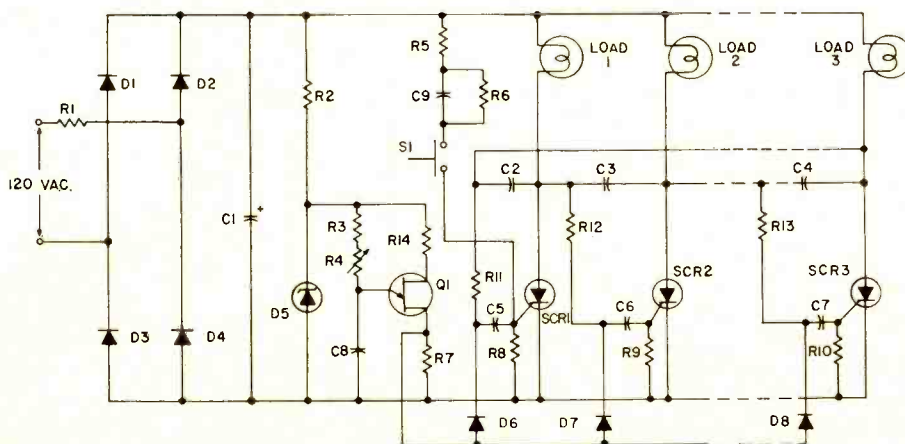 R5
LOAD
1
LOAD
2
LOAD
3
D1
D2
R2
C9
R6
R1
S1
120 VAC.
C2
C3
C4
C1
+
R3
R14
R12
R13
R4
Q1
R11
SCR2
SCR3
D5
C5
SCR1
C6
C7
D3
D4
C8
R7
R8
R9
R10
D6
D7
D8